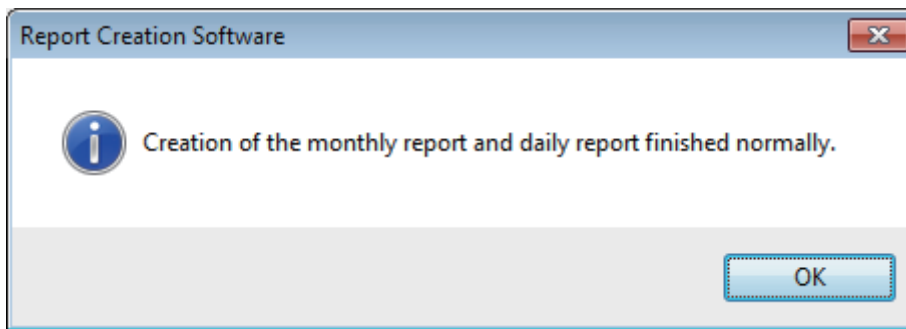 Report Creation Software
Creation of the monthly report and daily report finished normally.
OK